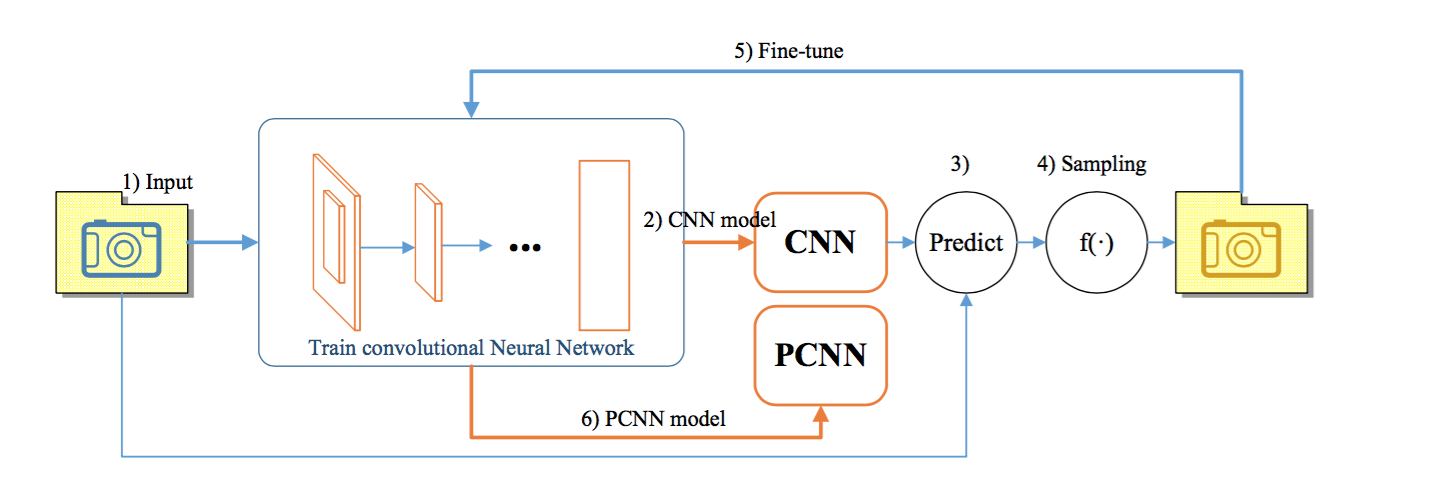 5) Fine-tune
1) Input
3)
4) Sampling
2) CNN model
CNN
Predict
f(·)
...
Train convolutional Neural Network
PCNN
6) PCNN model